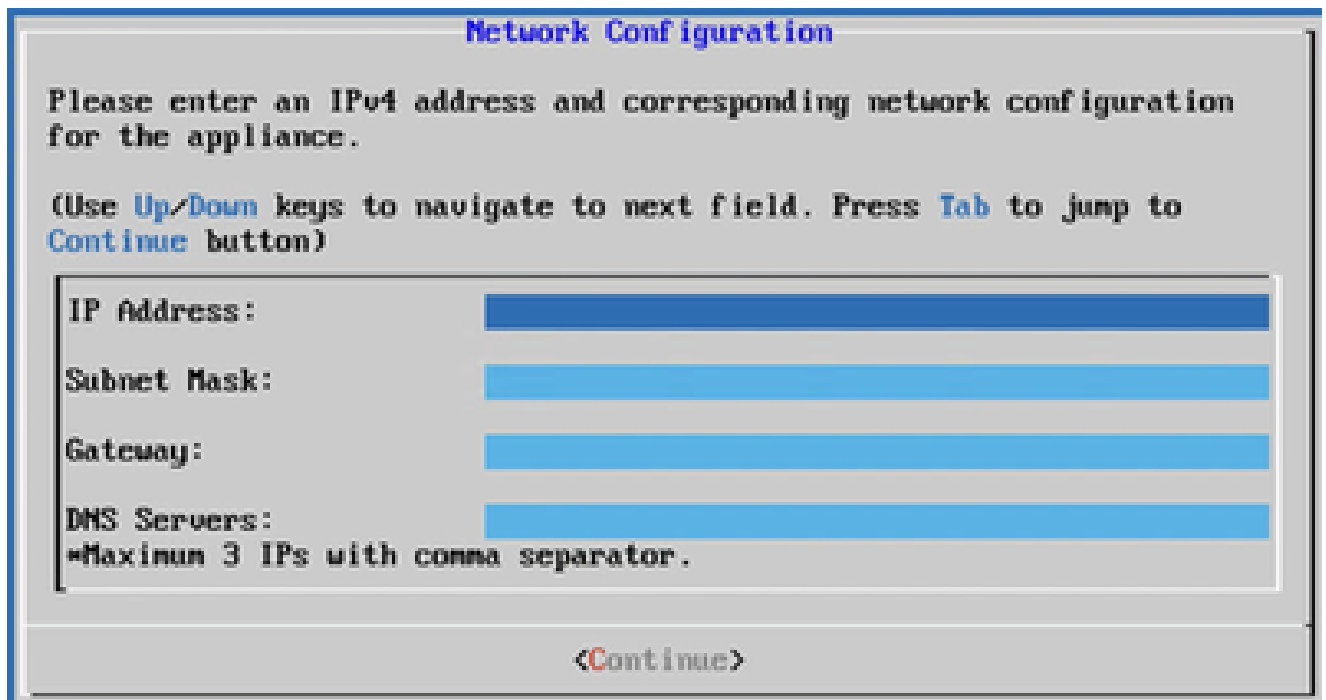 Network Configuration
Please enter an IPv4 address and corresponding network configuration
for the appliance.
(Use Up/Down keys to navigate to next field. Press Tab to jump to
Continue button)
IP Address:
Subnet Mask:
Gateway:
DNS Servers:
*Maximum 3 IPs with comma separator.
<Continue>